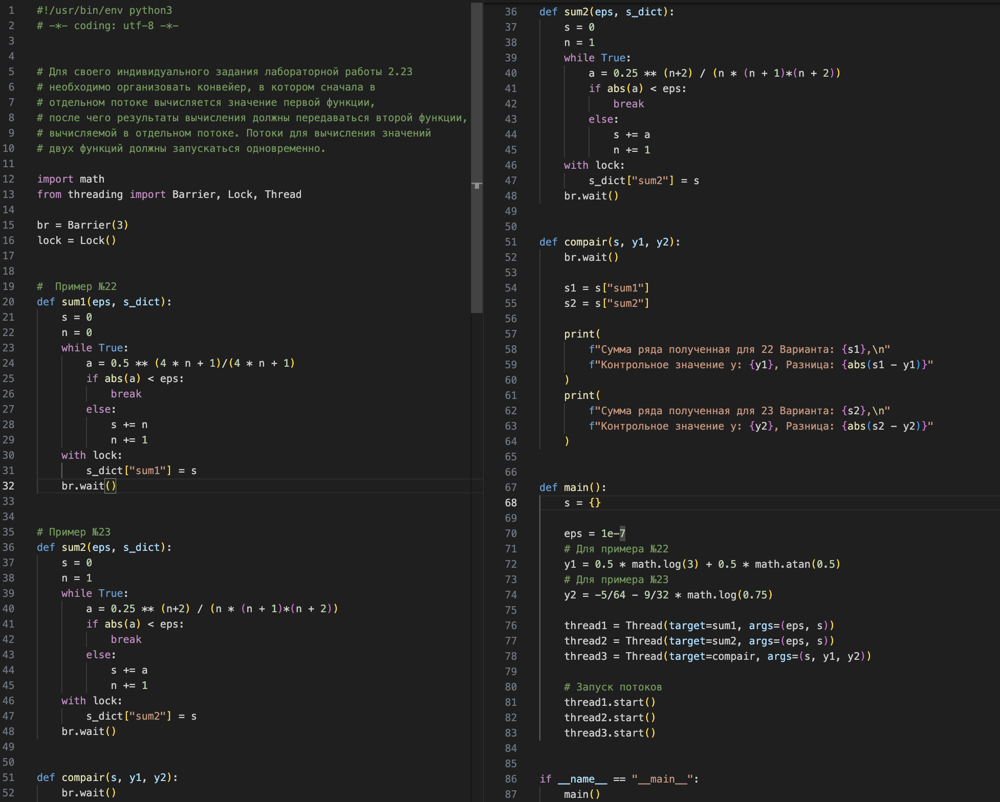 1 #!/usr/bin/env python3
2 # -*- coding: utf-8 -*-
3
4
5 # Для своего индивидуального задания лабораторной работы 2.23
6 # необходимо организовать конвейер, в котором сначала в
7 # отдельном потоке вычисляется значение первой функции,
8 # после чего результаты вычисления должны передаваться второй функции,
9 # вычисляемой в отдельном потоке. Потоки для вычисления значений
10 # двух функций должны запускаться одновременно.
11
12 import math
13 from threading import Barrier, Lock, Thread
14
15 br = Barrier(3)
16 lock = Lock()
17
18
19 #  Пример №22
20 def sum1(eps, s_dict):
21     s = 0
22     n = 0
23     while True:
24         a = 0.5 ** (4 * n + 1)/(4 * n + 1)
25         if abs(a) < eps:
26             break
27         else:
28             s += n
29             n += 1
30     with lock:
31         s_dict["sum1"] = s
32     br.wait()
33
34
35 # Пример №23
36 def sum2(eps, s_dict):
37     s = 0
38     n = 1
39     while True:
40         a = 0.25 ** (n+2) / (n * (n + 1)*(n + 2))
41         if abs(a) < eps:
42             break
43         else:
44             s += a
45             n += 1
46     with lock:
47         s_dict["sum2"] = s
48     br.wait()
49
50
51 def compair(s, y1, y2):
52     br.wait()
36 def sum2(eps, s_dict):
37     s = 0
38     n = 1
39     while True:
40         a = 0.25 ** (n+2) / (n * (n + 1)*(n + 2))
41         if abs(a) < eps:
42             break
43         else:
44             s += a
45             n += 1
46     with lock:
47         s_dict["sum2"] = s
48     br.wait()
49
50
51 def compair(s, y1, y2):
52     br.wait()
53
54     s1 = s["sum1"]
55     s2 = s["sum2"]
56
57     print(
58         f"Сумма ряда полученная для 22 Варианта: {s1},\n"
59         f"Контрольное значение y: {y1}, Разница: {abs(s1 - y1)}"
60     )
61     print(
62         f"Сумма ряда полученная для 23 Варианта: {s2},\n"
63         f"Контрольное значение y: {y2}, Разница: {abs(s2 - y2)}"
64     )
65
66
67 def main():
68     s = {}
69
70     eps = 1e-7
71     # Для примера №22
72     y1 = 0.5 * math.log(3) + 0.5 * math.atan(0.5)
73     # Для примера №23
74     y2 = -5/64 - 9/32 * math.log(0.75)
75
76     thread1 = Thread(target=sum1, args=(eps, s))
77     thread2 = Thread(target=sum2, args=(eps, s))
78     thread3 = Thread(target=compair, args=(s, y1, y2))
79
80     # Запуск потоков
81     thread1.start()
82     thread2.start()
83     thread3.start()
84
85
86 if __name__ == "__main__":
87     main()